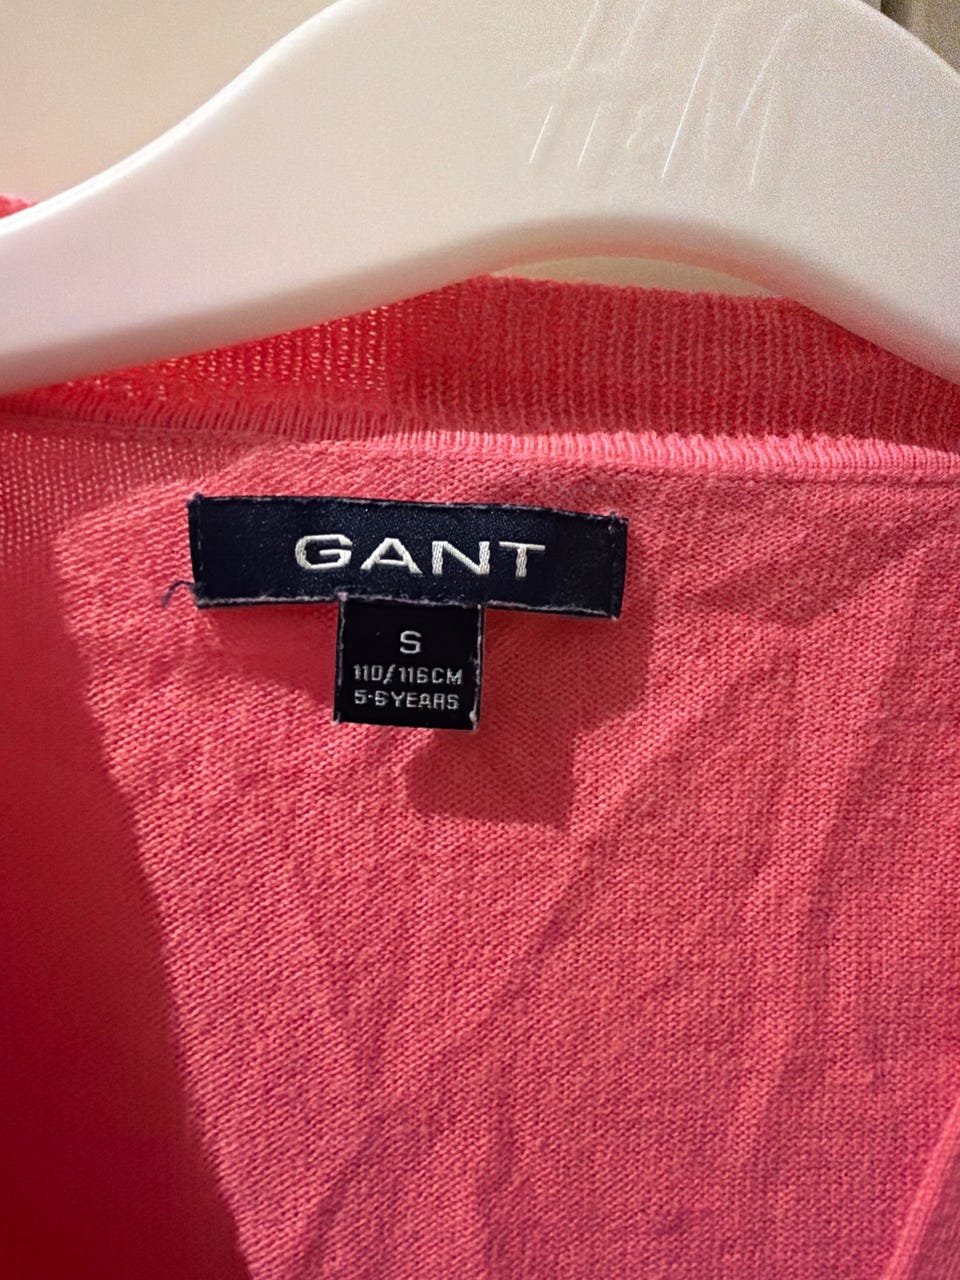 GANT
S
110/116CM
5-6YEARS